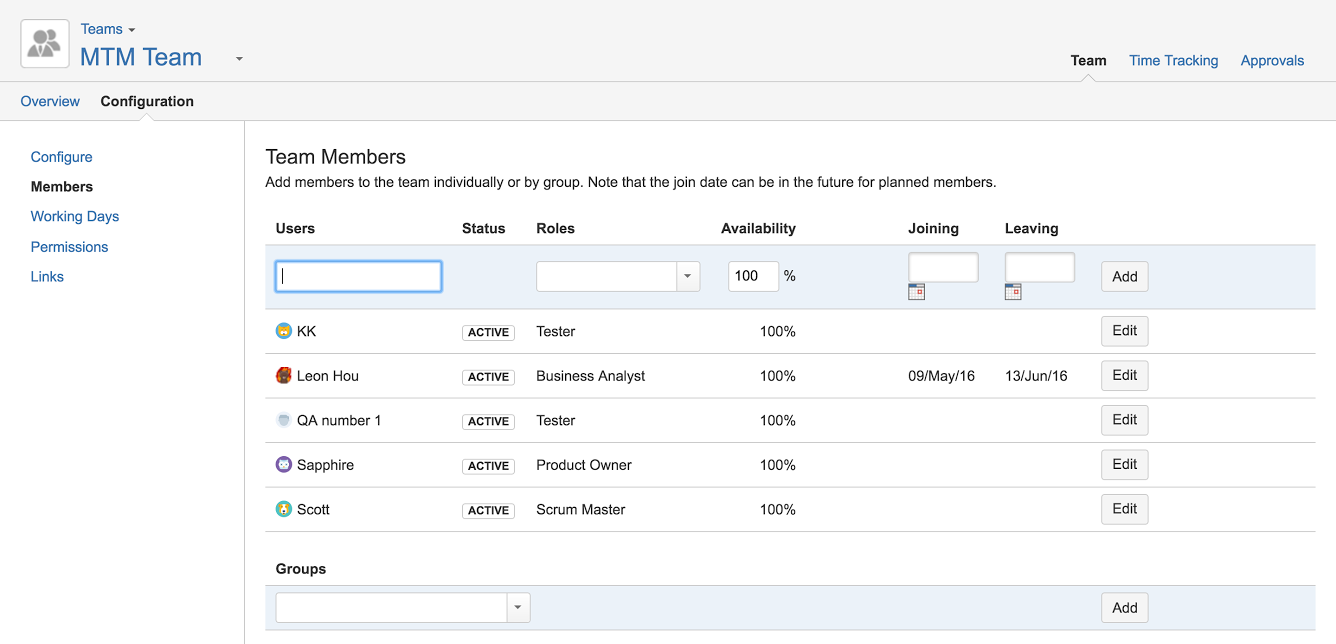 Teams
MTM Team
Team Time Tracking Approvals
Overview Configuration
Configure
Members
Working Days
Permissions
Links
Team Members
Add members to the team individually or by group. Note that the join date can be in the future for planned members.
Users Status Roles Availability Joining Leaving
100 % Add
KK ACTIVE Tester 100% Edit
Leon Hou ACTIVE Business Analyst 100% 09/May/16 13/Jun/16 Edit
QA number 1 ACTIVE Tester 100% Edit
Sapphire ACTIVE Product Owner 100% Edit
Scott ACTIVE Scrum Master 100% Edit
Groups
Add